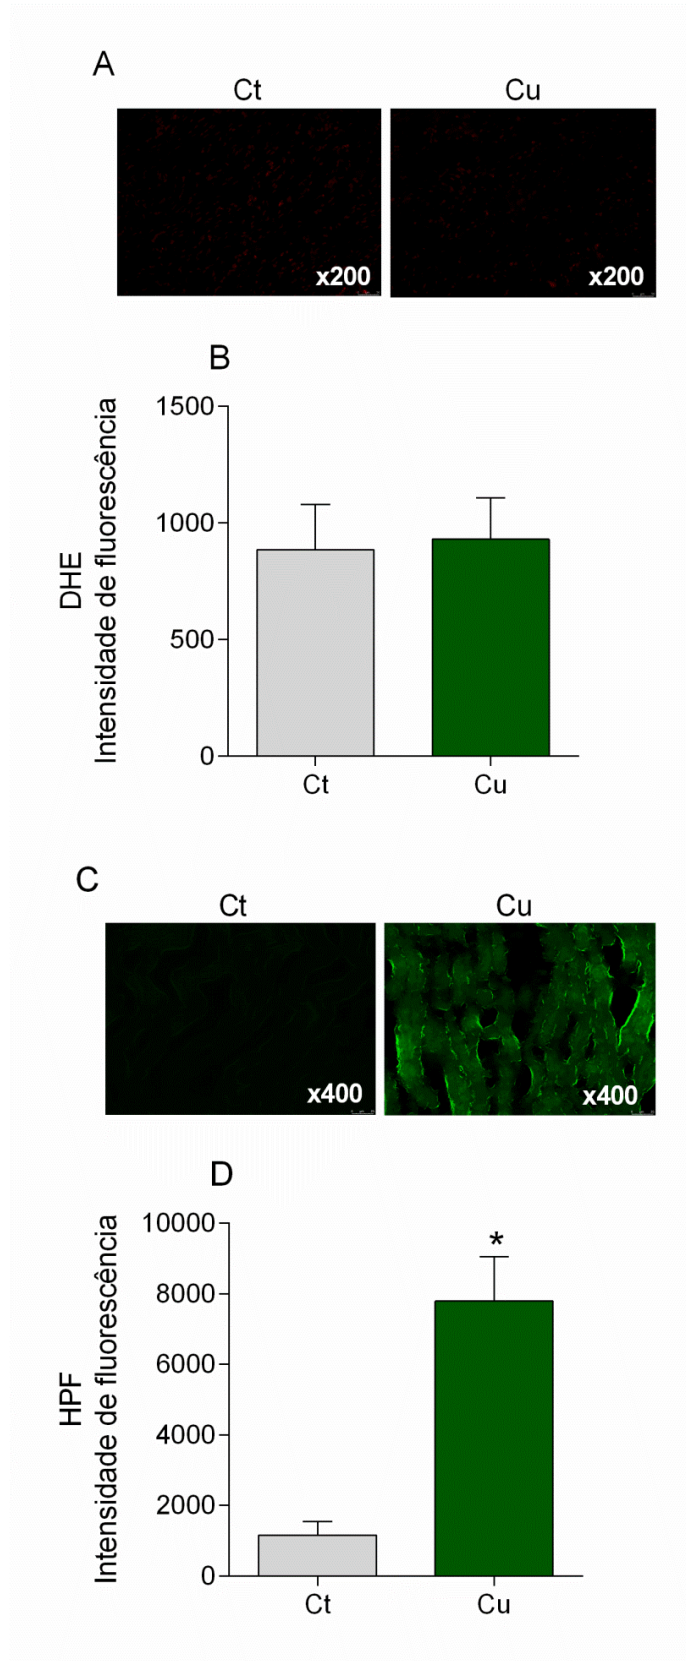 A
Ct
Cu
x200
x200
B
DHE
Intensidade de fluorescência
1500
1000
500
0
Ct
Cu
C
Ct
Cu
x400
x400
D
HPF
Intensidade de fluorescência
10000
8000
6000
4000
2000
0
*
Ct
Cu